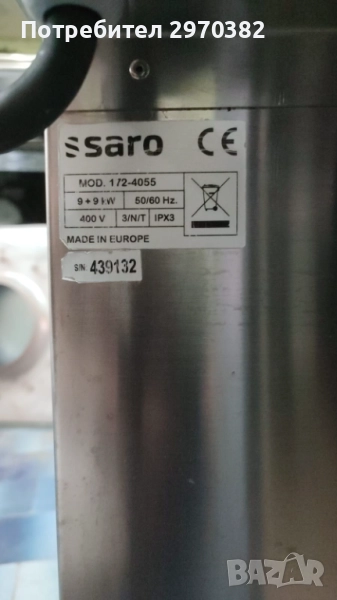 Потребител 2970382
saro CE
MOD. 172-4055
9 + 9 kW 50/60 Hz.
400 V 3/N/T IPX3
MADE IN EUROPE
S/N 439132
BAZAR